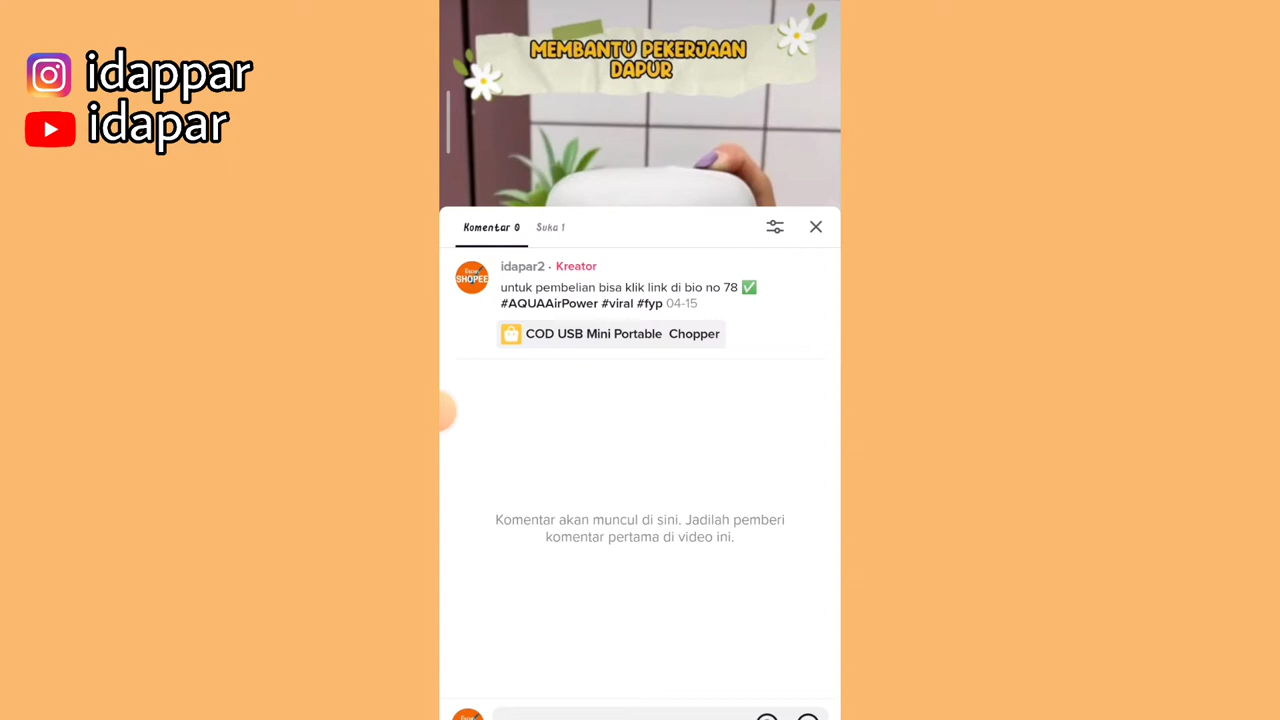 idappar
idapar
MEMBANTU PEKERJAAN
DAPUR
Komentar 0 Suka 1
idapar2 · Kreator
SHOPEE
untuk pembelian bisa klik link di bio no 78 ✅
#AQUAAirPower #viral #fyp 04-15
COD USB Mini Portable Chopper
Komentar akan muncul di sini. Jadilah pemberi
komentar pertama di video ini.